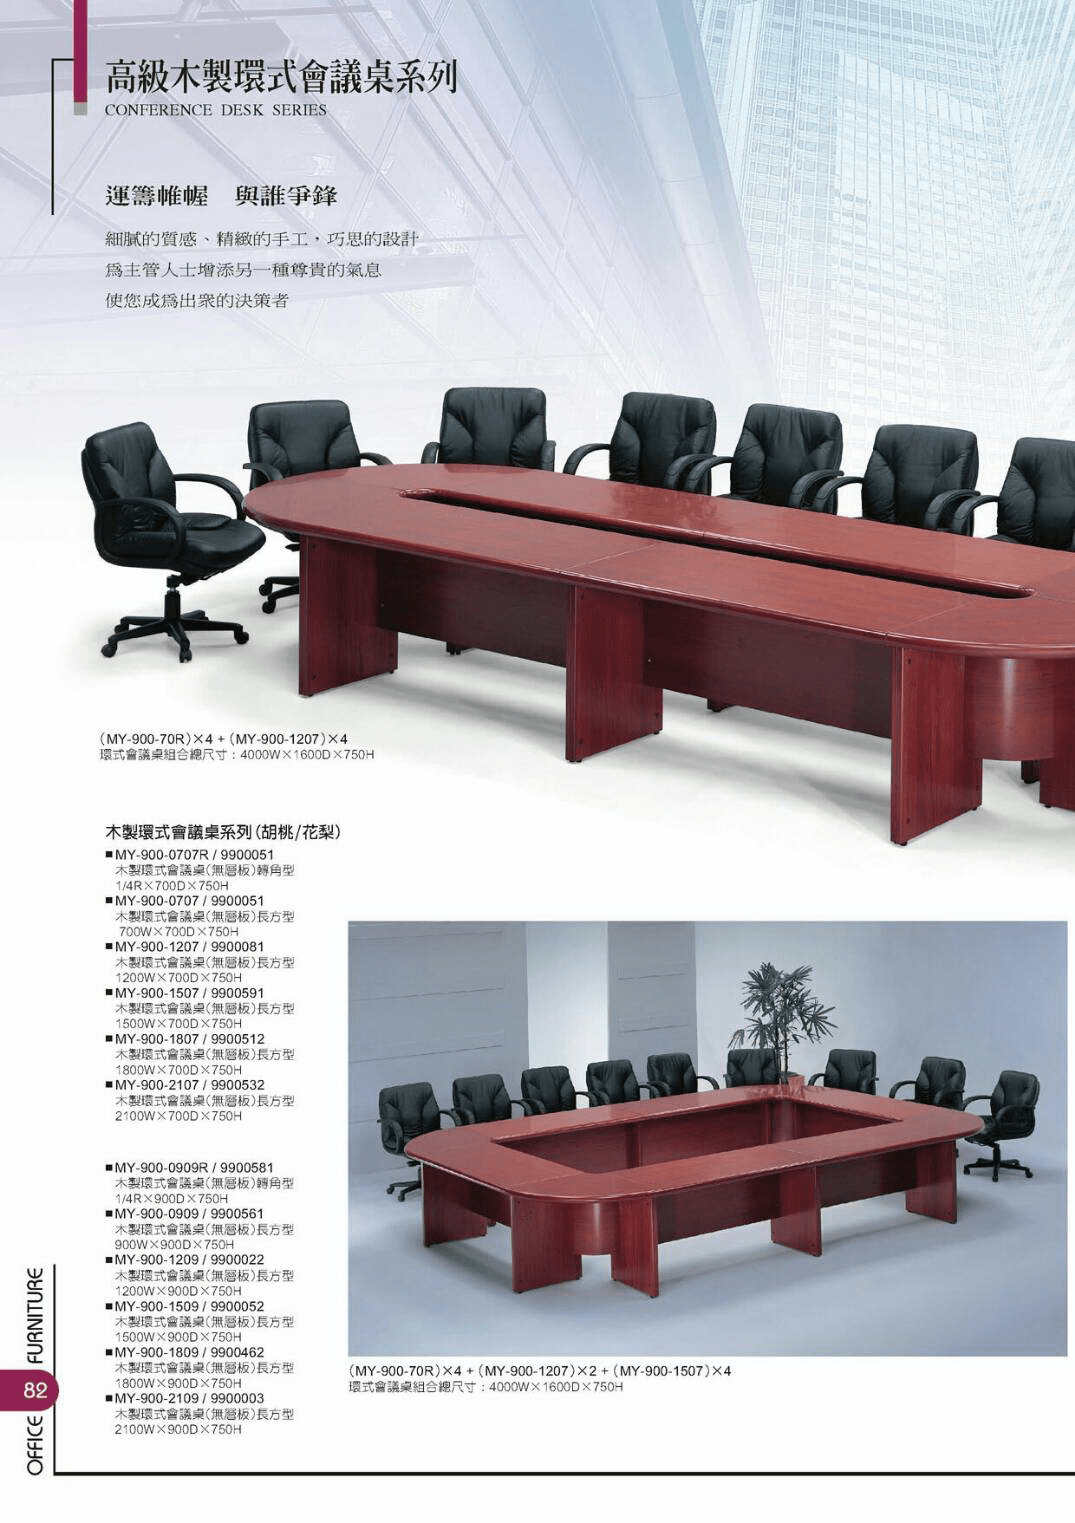 高級木製環式會議桌系列
CONFERENCE DESK SERIES
運籌帷幄　與誰爭鋒
細膩的質感、精緻的手工，巧思的設計
為主管人士增添另一種尊貴的氣息
使您成為出衆的決策者
(MY-900-70R)×4 + (MY-900-1207)×4
環式會議桌組合總尺寸：4000W×1600D×750H
木製環式會議桌系列(胡桃/花梨)
■MY-900-0707R / 9900051
木製環式會議桌(無層板)轉角型
1/4R×700D×750H
■MY-900-0707 / 9900051
木製環式會議桌(無層板)長方型
700W×700D×750H
■MY-900-1207 / 9900081
木製環式會議桌(無層板)長方型
1200W×700D×750H
■MY-900-1507 / 9900591
木製環式會議桌(無層板)長方型
1500W×700D×750H
■MY-900-1807 / 9900512
木製環式會議桌(無層板)長方型
1800W×700D×750H
■MY-900-2107 / 9900532
木製環式會議桌(無層板)長方型
2100W×700D×750H
■MY-900-0909R / 9900581
木製環式會議桌(無層板)轉角型
1/4R×900D×750H
■MY-900-0909 / 9900561
木製環式會議桌(無層板)長方型
900W×900D×750H
■MY-900-1209 / 9900022
木製環式會議桌(無層板)長方型
1200W×900D×750H
■MY-900-1509 / 9900052
木製環式會議桌(無層板)長方型
1500W×900D×750H
■MY-900-1809 / 9900462
木製環式會議桌(無層板)長方型
1800W×900D×750H
■MY-900-2109 / 9900003
木製環式會議桌(無層板)長方型
2100W×900D×750H
(MY-900-70R)×4 + (MY-900-1207)×2 + (MY-900-1507)×4
環式會議桌組合總尺寸：4000W×1600D×750H
OFFICE FURNITURE
82